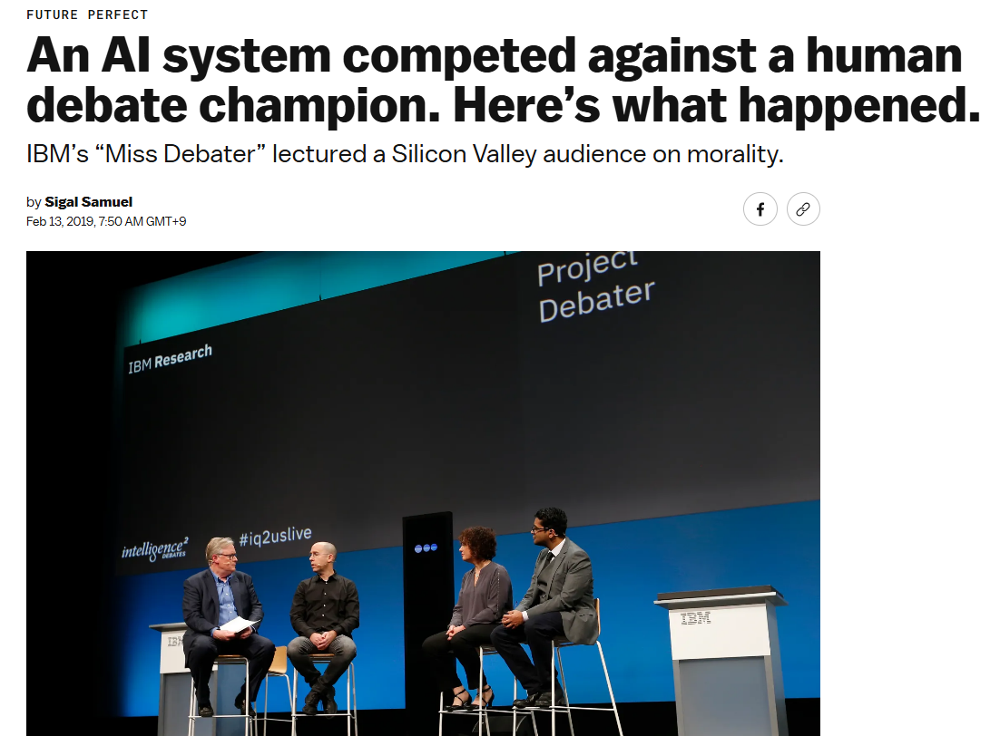 FUTURE PERFECT
An AI system competed against a human
debate champion. Here’s what happened.
IBM’s “Miss Debater” lectured a Silicon Valley audience on morality.
by Sigal Samuel
Feb 13, 2019, 7:50 AM GMT+9
Project
Debater
IBM Research
intelligence²
DEBATES
#iq2uslive
IBM
IBM